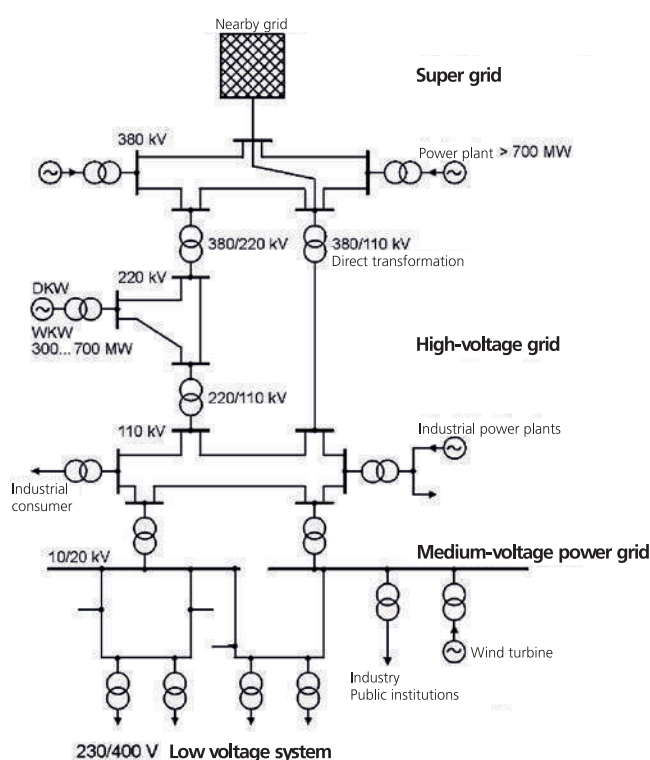 Nearby grid
Super grid
380 kV
Power plant > 700 MW
380/220 kV
380/110 kV
Direct transformation
220 kV
DKW
WKW
300... 700 MW
High-voltage grid
220/110 kV
110 kV
Industrial power plants
Industrial
consumer
10/20 kV
Medium-voltage power grid
Wind turbine
Industry
Public institutions
230/400 V Low voltage system